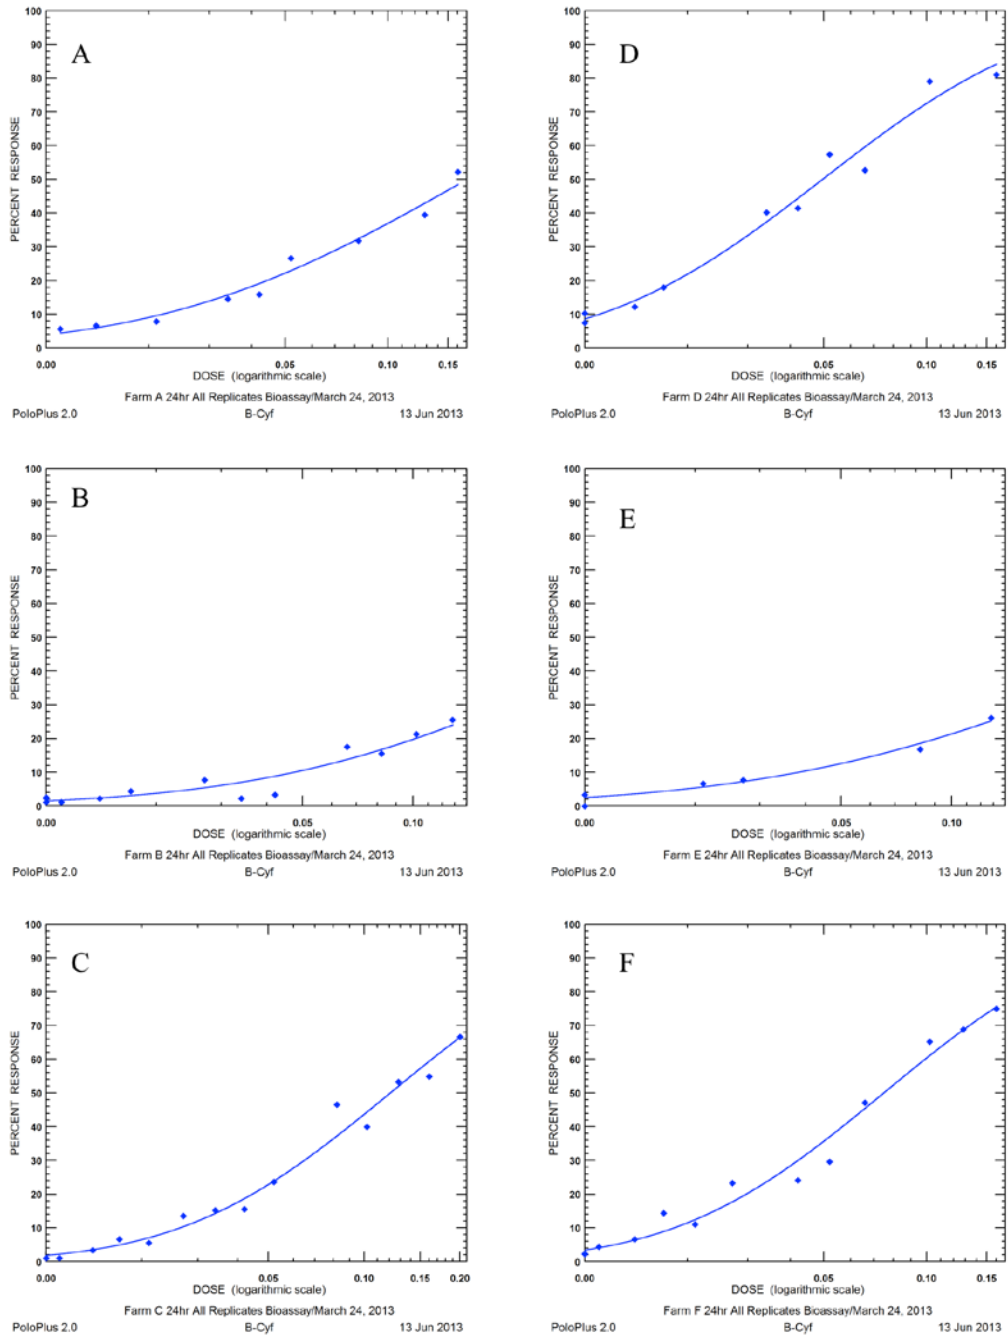 A
PERCENT RESPONSE
100
90
80
70
60
50
40
30
20
10
0
0.00 0.05 0.10 0.15
DOSE (logarithmic scale)
Farm A 24hr All Replicates Bioassay/March 24, 2013
PoloPlus 2.0 B-Cyf 13 Jun 2013
D
PERCENT RESPONSE
100
90
80
70
60
50
40
30
20
10
0
0.00 0.05 0.10 0.15
DOSE (logarithmic scale)
Farm D 24hr All Replicates Bioassay/March 24, 2013
PoloPlus 2.0 B-Cyf 13 Jun 2013
B
PERCENT RESPONSE
100
90
80
70
60
50
40
30
20
10
0
0.00 0.05 0.10
DOSE (logarithmic scale)
Farm B 24hr All Replicates Bioassay/March 24, 2013
PoloPlus 2.0 B-Cyf 13 Jun 2013
E
PERCENT RESPONSE
100
90
80
70
60
50
40
30
20
10
0
0.00 0.05 0.10
DOSE (logarithmic scale)
Farm E 24hr All Replicates Bioassay/March 24, 2013
PoloPlus 2.0 B-Cyf 13 Jun 2013
C
PERCENT RESPONSE
100
90
80
70
60
50
40
30
20
10
0
0.00 0.05 0.10 0.15 0.20
DOSE (logarithmic scale)
Farm C 24hr All Replicates Bioassay/March 24, 2013
PoloPlus 2.0 B-Cyf 13 Jun 2013
F
PERCENT RESPONSE
100
90
80
70
60
50
40
30
20
10
0
0.00 0.05 0.10 0.15
DOSE (logarithmic scale)
Farm F 24hr All Replicates Bioassay/March 24, 2013
PoloPlus 2.0 B-Cyf 13 Jun 2013